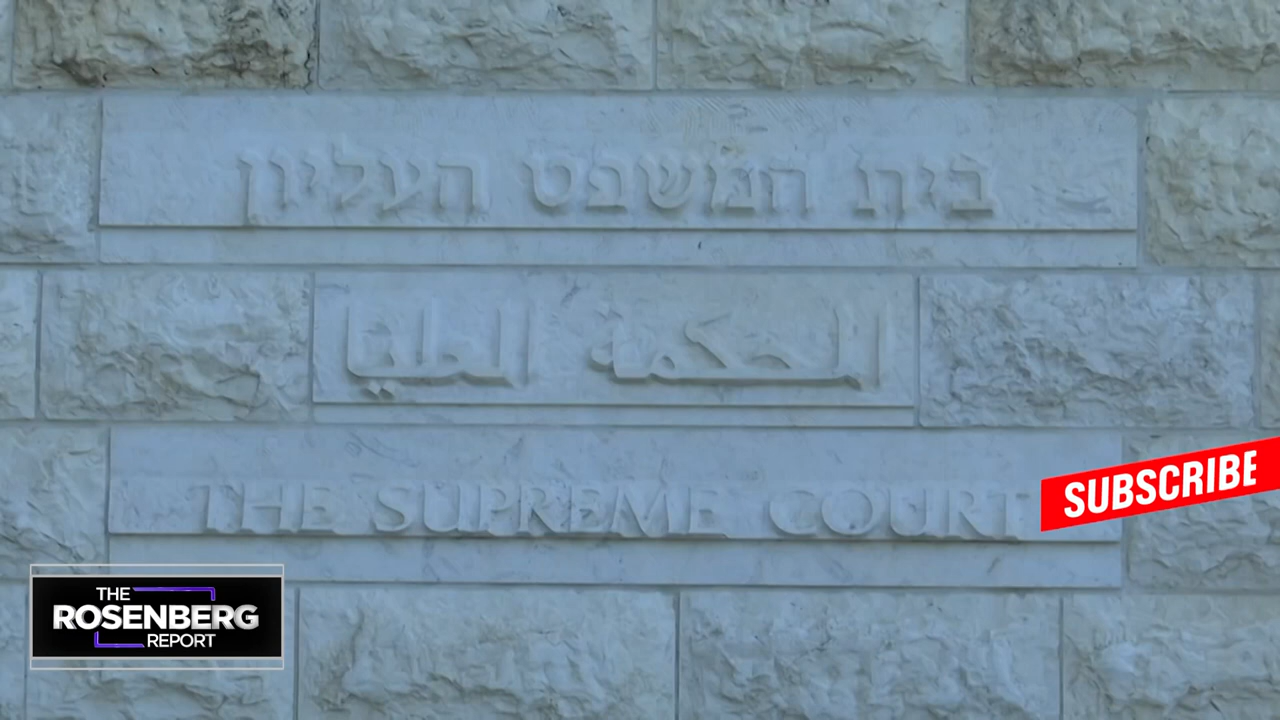 בית המשפט העליון
المحكمة العليا
THE SUPREME COURT
SUBSCRIBE
THE
ROSENBERG
REPORT